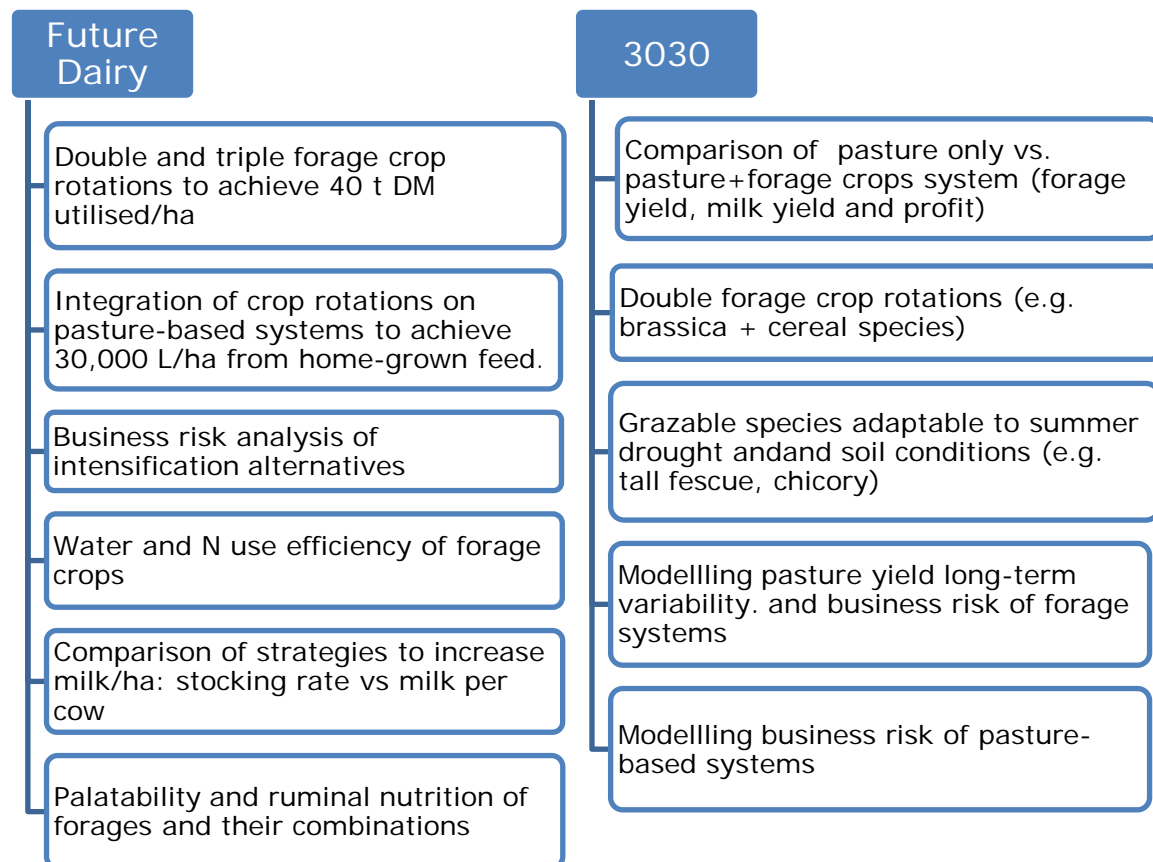 Future
Dairy
Double and triple forage crop
rotations to achieve 40 t DM
utilised/ha
Integration of crop rotations on
pasture-based systems to achieve
30,000 L/ha from home-grown feed.
Business risk analysis of
intensification alternatives
Water and N use efficiency of forage
crops
Comparison of strategies to increase
milk/ha: stocking rate vs milk per
cow
Palatability and ruminal nutrition of
forages and their combinations
3030
Comparison of pasture only vs.
pasture+forage crops system (forage
yield, milk yield and profit)
Double forage crop rotations (e.g.
brassica + cereal species)
Grazable species adaptable to summer
drought andand soil conditions (e.g.
tall fescue, chicory)
Modellling pasture yield long-term
variability. and business risk of forage
systems
Modellling business risk of pasture-
based systems